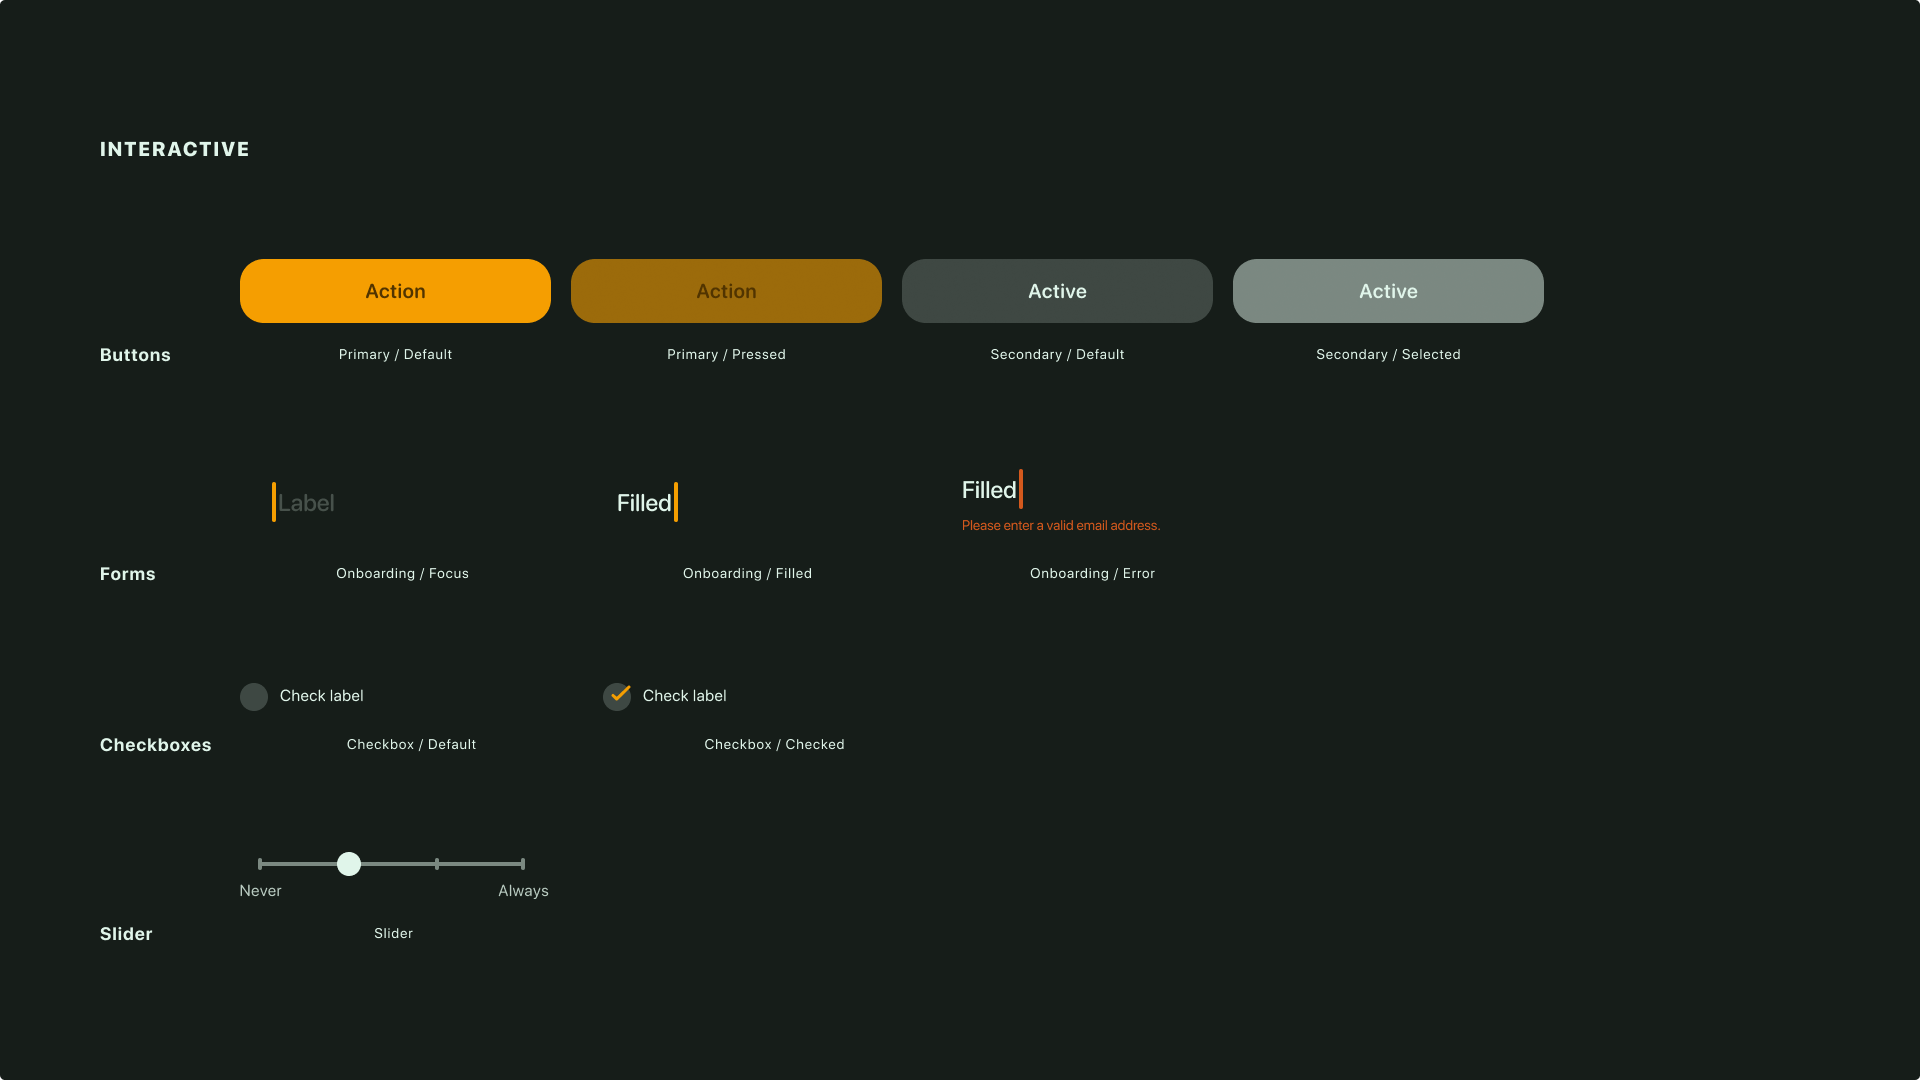 INTERACTIVE
Action
Action
Active
Active
Buttons
Primary / Default
Primary / Pressed
Secondary / Default
Secondary / Selected
Label
Filled
Filled
Please enter a valid email address.
Forms
Onboarding / Focus
Onboarding / Filled
Onboarding / Error
Check label
Check label
Checkboxes
Checkbox / Default
Checkbox / Checked
Never
Always
Slider
Slider